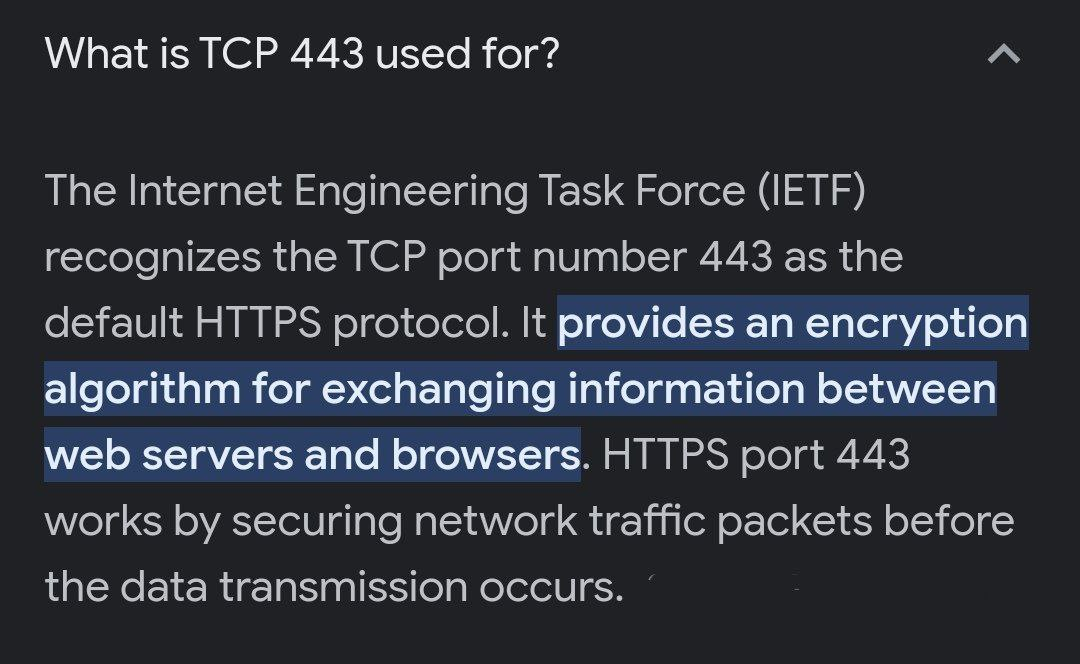 What is TCP 443 used for?
The Internet Engineering Task Force (IETF)
recognizes the TCP port number 443 as the
default HTTPS protocol. It provides an encryption
algorithm for exchanging information between
web servers and browsers. HTTPS port 443
works by securing network traffic packets before
the data transmission occurs.